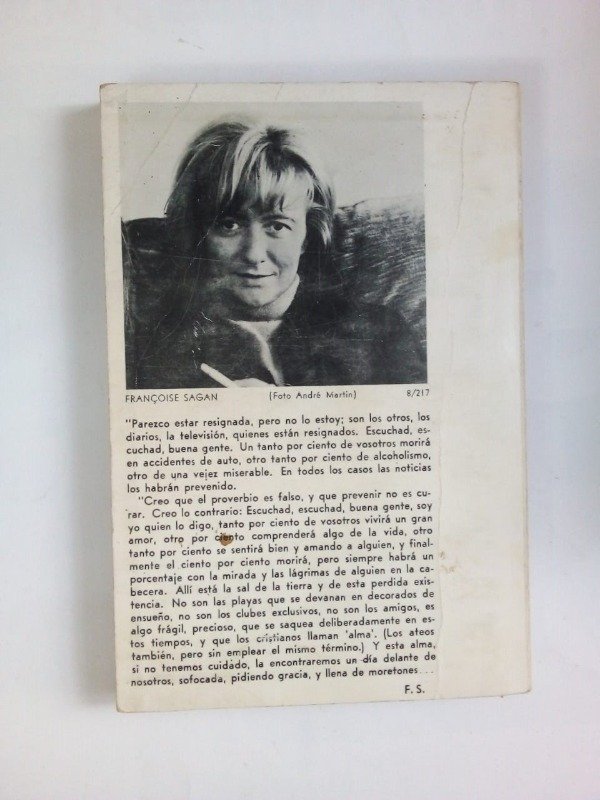 FRANÇOISE SAGAN (Foto André Martin) 8/217
"Parezco estar resignada, pero no lo estoy; son los otros, los
diarios, la televisión, quienes están resignados. Escuchad, es-
cuchad, buena gente. Un tanto por ciento de vosotros morirá
en accidentes de auto, otro tanto por ciento de alcoholismo,
otro de una vejez miserable. En todos los casos las noticias
los habrán prevenido.
"Creo que el proverbio es falso, y que prevenir no es cu-
rar. Creo lo contrario: Escuchad, escuchad, buena gente, soy
yo quien lo digo, tanto por ciento de vosotros vivirá un gran
amor, otro por ciento comprenderá algo de la vida, otro
tanto por ciento se sentirá bien y amando a alguien, y final-
mente el ciento por ciento morirá, pero siempre habrá un
porcentaje con la mirada y las lágrimas de alguien en la ca-
becera. Allí está la sal de la tierra y de esta perdida exis-
tencia. No son las playas que se devanan en decorados de
ensueño, no son los clubes exclusivos, no son los amigos, es
algo frágil, precioso, que se saquea deliberadamente en es-
tos tiempos, y que los cristianos llaman 'alma'. (Los ateos
también, pero sin emplear el mismo término.) Y esta alma,
si no tenemos cuidado, la encontraremos un día delante de
nosotros, sofocada, pidiendo gracia, y llena de moretones...
F. S.